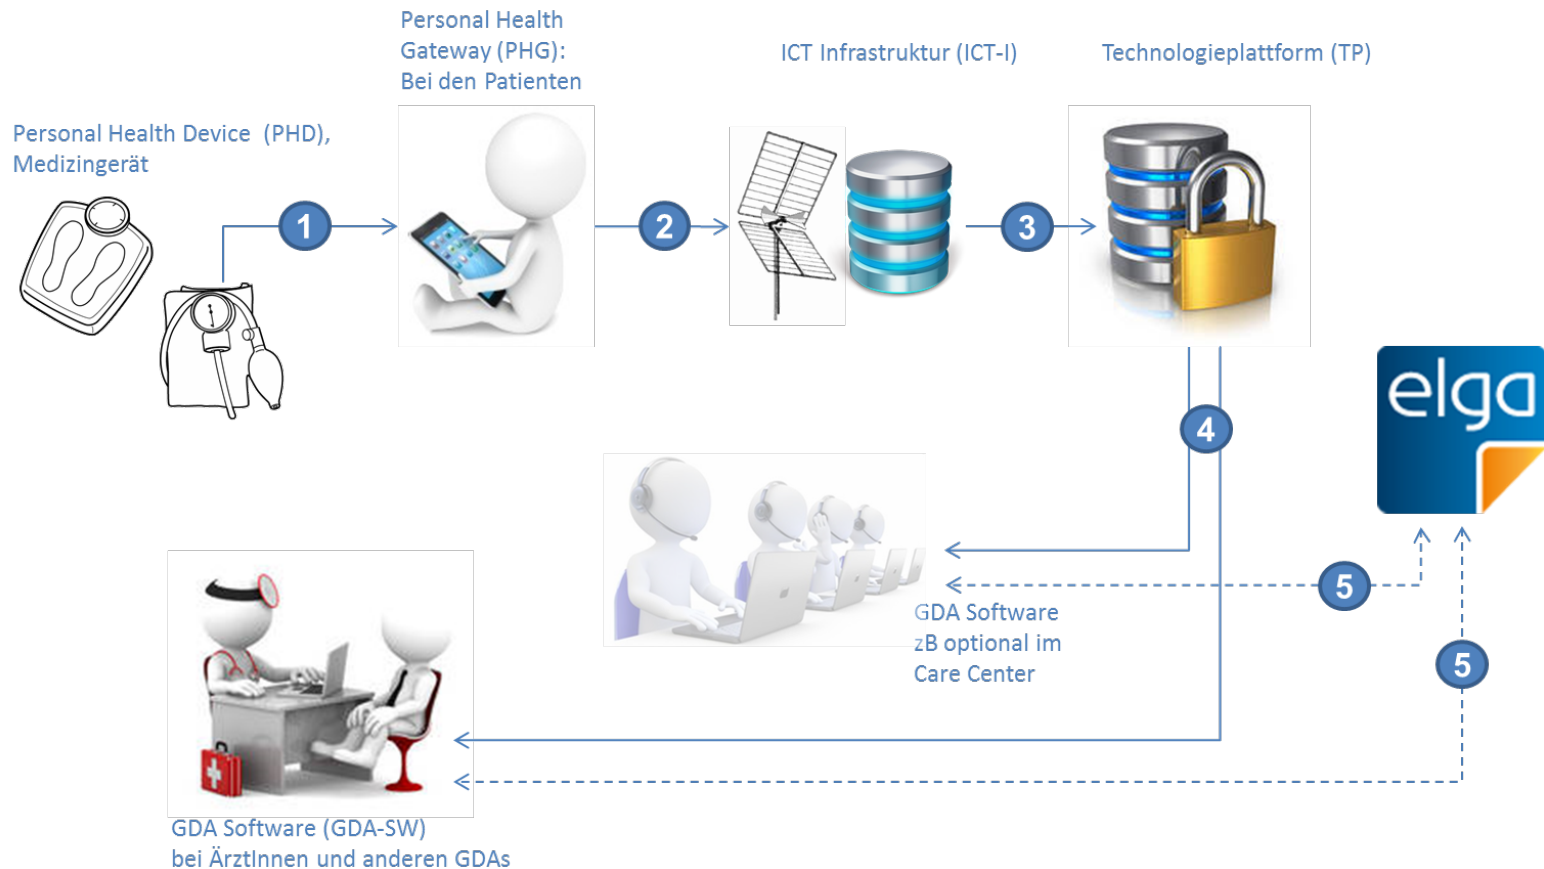 Personal Health
Gateway (PHG):
Bei den Patienten
ICT Infrastruktur (ICT-I)
Technologieplattform (TP)
Personal Health Device  (PHD),
Medizingerät
1
2
3
4
elga
5
GDA Software
zB optional im
Care Center
5
GDA Software (GDA-SW)
bei ÄrztInnen und anderen GDAs